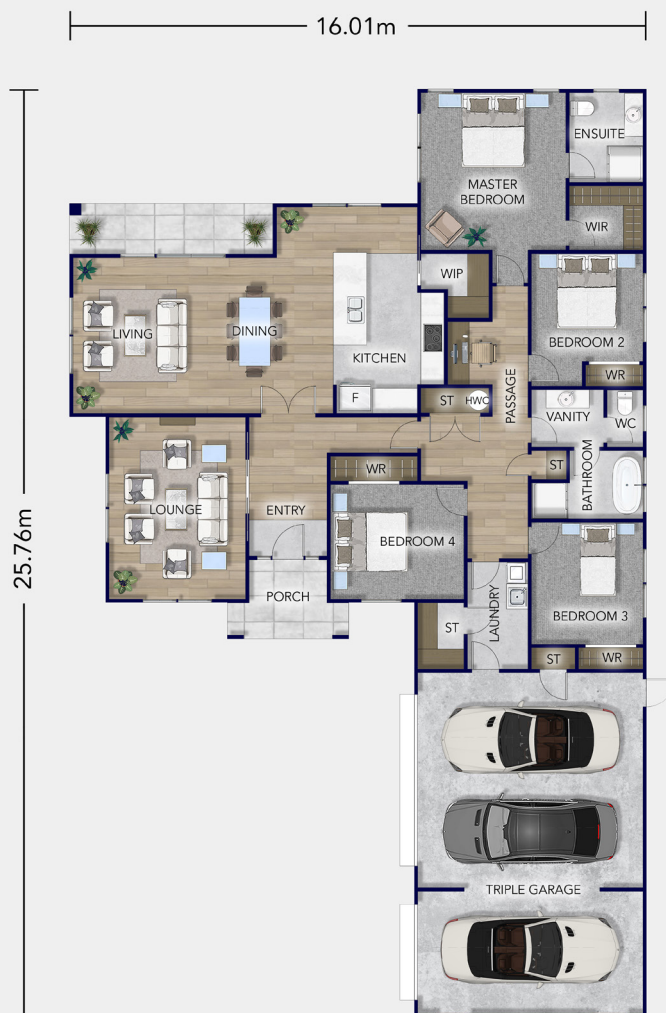 16.01m
25.76m
ENSUITE
MASTER
BEDROOM
WIR
WIP
LIVING
DINING
KITCHEN
BEDROOM 2
WR
F
ST
HWC
PASSAGE
VANITY
WC
BATHROOM
ST
WR
LOUNGE
ENTRY
BEDROOM 4
PORCH
LAUNDRY
ST
BEDROOM 3
ST
WR
TRIPLE GARAGE